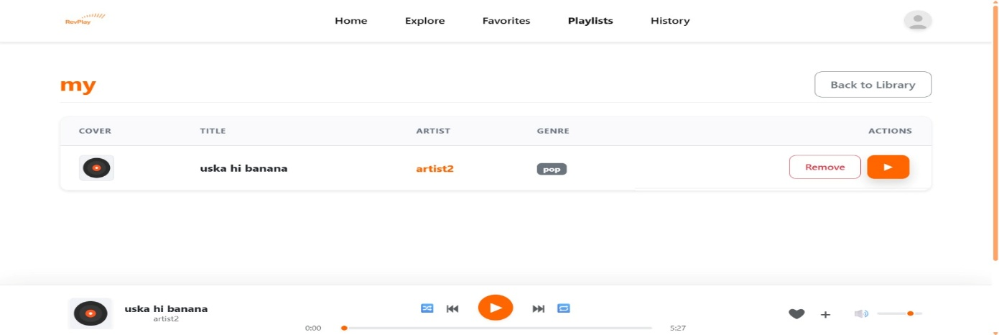 RevPlay
Home Explore Favorites Playlists History
my
Back to Library
COVER TITLE ARTIST GENRE ACTIONS
uska hi banana artist2 pop Remove
uska hi banana
artist2
0:00 5:27